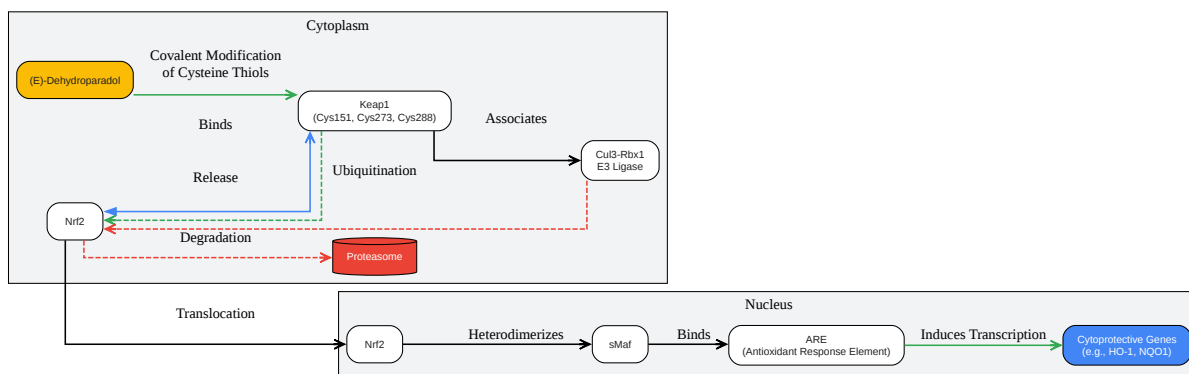 Cytoplasm
Covalent Modification
of Cysteine Thiols
(E)-Dehydroparadol
Keap1
(Cys151, Cys273, Cys288)
Binds
Associates
Cul3-Rbx1
E3 Ligase
Ubiquitination
Release
Nrf2
Degradation
Proteasome
Translocation
Nucleus
Nrf2
Heterodimerizes
sMaf
Binds
ARE
(Antioxidant Response Element)
Induces Transcription
Cytoprotective Genes
(e.g., HO-1, NQO1)